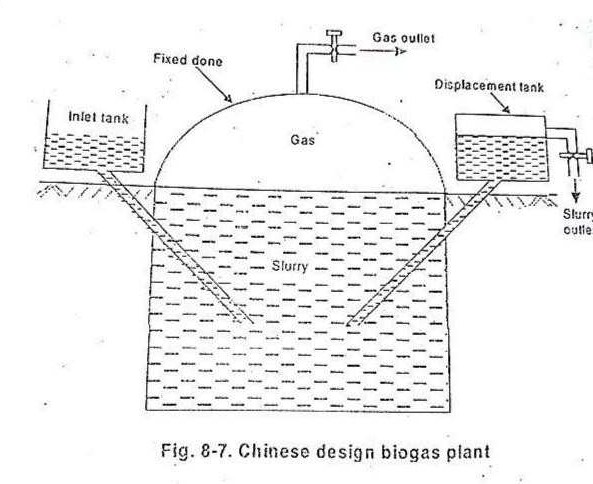 Gas outlet
Fixed done
Displacement tank
Inlet tank
Gas
Slurry
Slurry
outlet
Fig. 8-7. Chinese design biogas plant